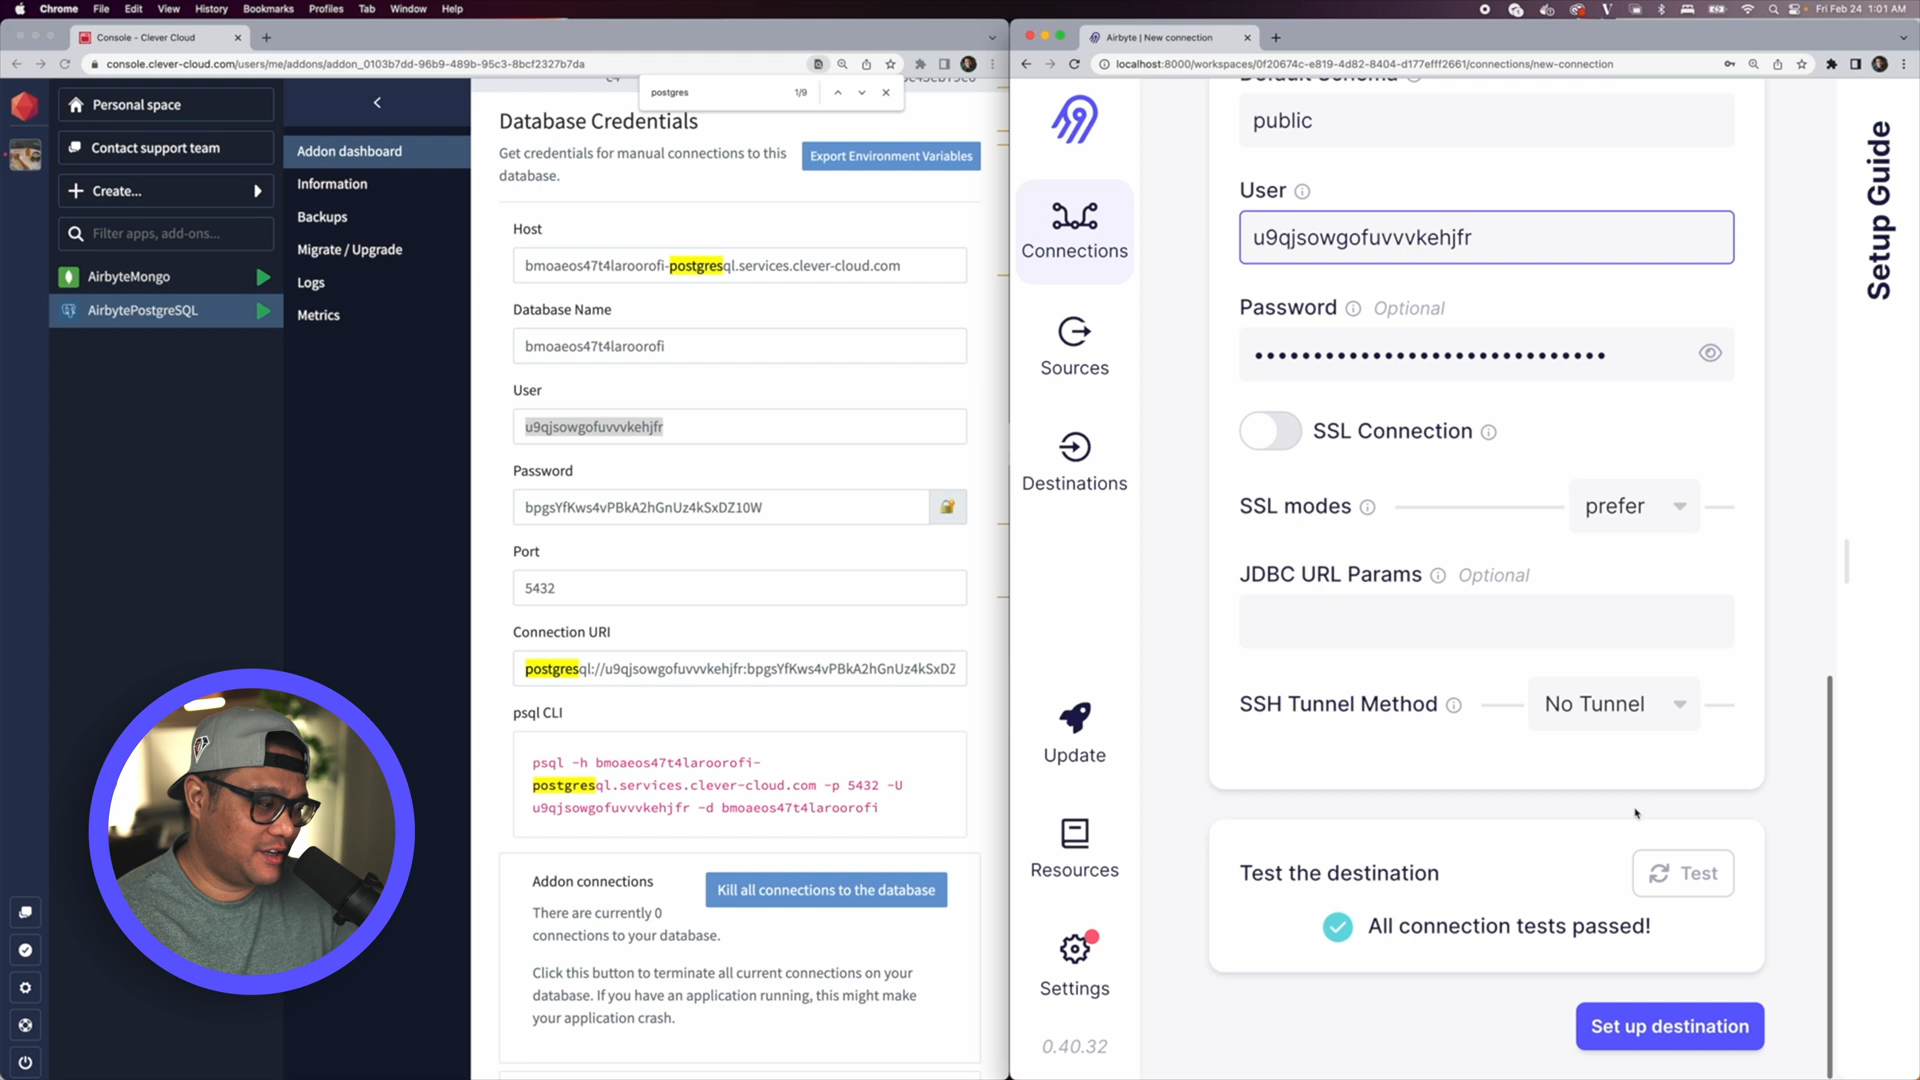 Chrome File Edit View History Bookmarks Profiles Tab Window Help
Fri Feb 24 1:01 AM
Console - Clever Cloud
console.clever-cloud.com/users/me/addons/addon_0103b7dd-96b9-489b-95c3-8bcf2327b7da
postgres 1/9
Personal space
Contact support team
Create...
Filter apps, add-ons...
AirbyteMongo
AirbytePostgreSQL
Addon dashboard
Information
Backups
Migrate / Upgrade
Logs
Metrics
Database Credentials
Get credentials for manual connections to this
database.
Export Environment Variables
Host
bmoaeos47t4laroorofi-postgresql.services.clever-cloud.com
Database Name
bmoaeos47t4laroorofi
User
u9qjsowgofuvvvkehjfr
Password
bpgsYfKws4vPBkA2hGnUz4kSxDZ10W
Port
5432
Connection URI
postgresql://u9qjsowgofuvvvkehjfr:bpgsYfKws4vPBkA2hGnUz4kSxDZ
psql CLI
psql -h bmoaeos47t4laroorofi-
postgresql.services.clever-cloud.com -p 5432 -U
u9qjsowgofuvvvkehjfr -d bmoaeos47t4laroorofi
Addon connections
Kill all connections to the database
There are currently 0
connections to your database.
Click this button to terminate all current connections on your
database. If you have an application running, this might make
your application crash.
Airbyte | New connection
localhost:8000/workspaces/0f20674c-e819-4d82-8404-d177efff2661/connections/new-connection
Connections
Sources
Destinations
Update
Resources
Settings
0.40.32
Default Schema
public
User
u9qjsowgofuvvvkehjfr
Password Optional
SSL Connection
SSL modes prefer
JDBC URL Params Optional
SSH Tunnel Method No Tunnel
Test the destination
Test
All connection tests passed!
Set up destination
Setup Guide